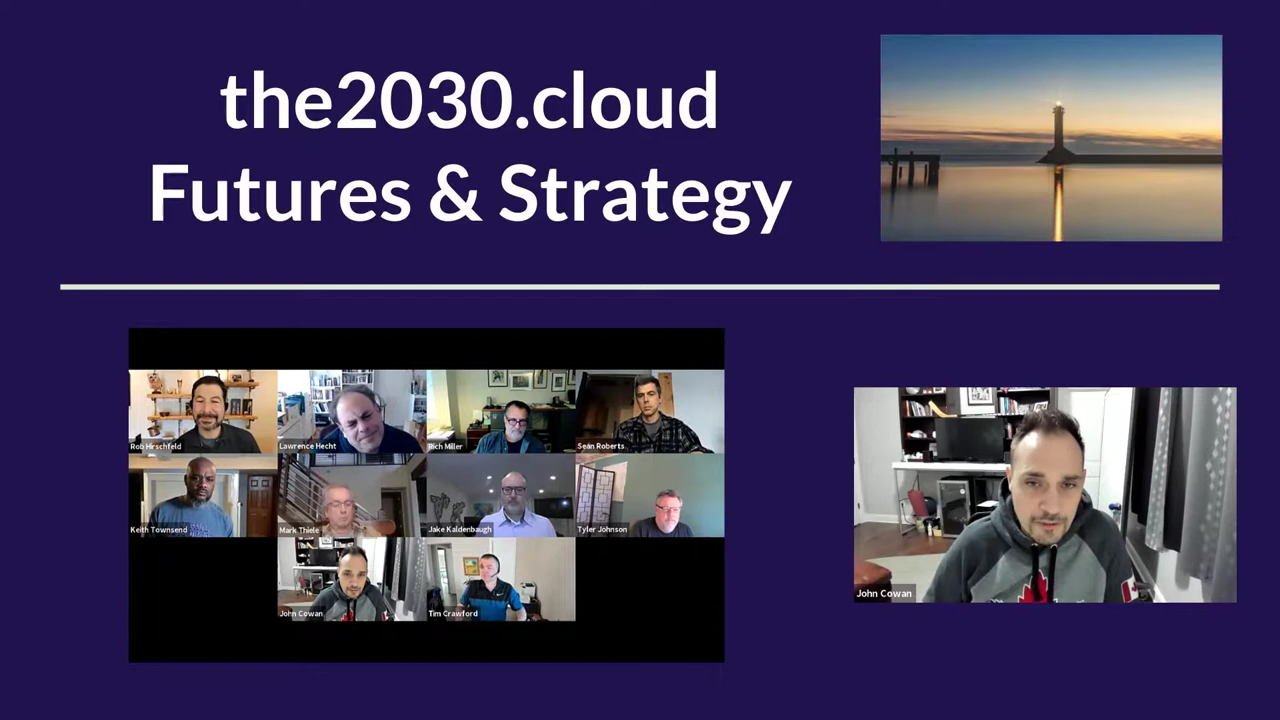 the2030.cloud
Futures & Strategy
Rob Hirschfeld
Lawrence Hecht
Rich Miller
Seán Roberts
Keith Townsend
Mark Thiele
Jake Kaldenbaugh
Tyler Johnson
John Cowan
Tim Crawford
John Cowan